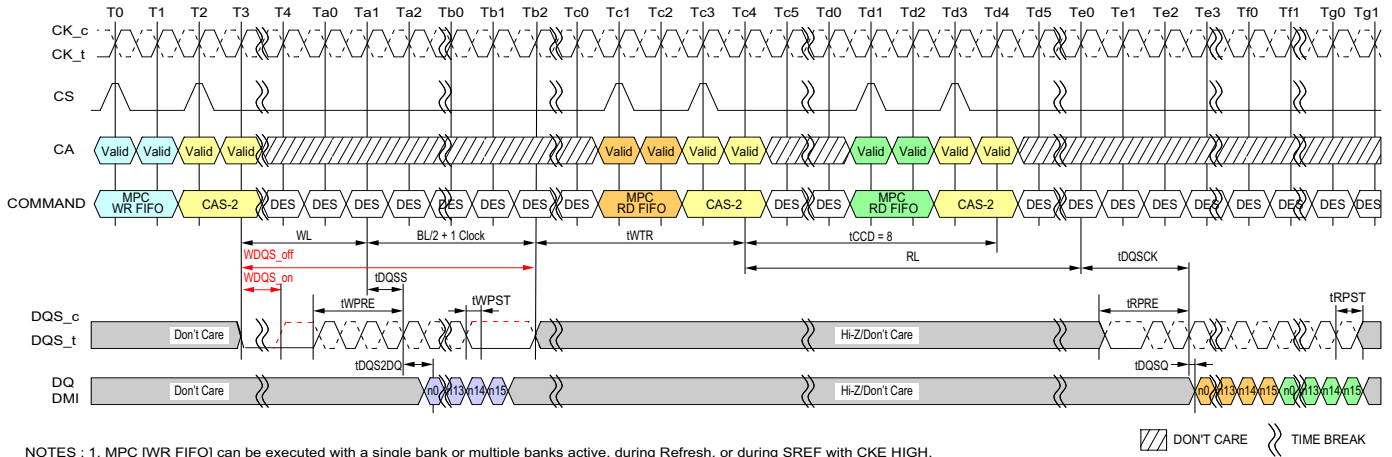 T0 T1 T2 T3 T4 Ta0 Ta1 Ta2 Tb0 Tb1 Tb2 Tc0 Tc1 Tc2 Tc3 Tc4 Tc5 Td0 Td1 Td2 Td3 Td4 Td5 Te0 Te1 Te2 Te3 Tf0 Tf1 Tg0 Tg1
CK_c
CK_t
CS
CA Valid Valid Valid Valid Valid Valid Valid Valid Valid Valid Valid Valid
COMMAND MPC WR FIFO CAS-2 DES DES DES DES DES DES DES DES MPC RD FIFO CAS-2 DES DES MPC RD FIFO CAS-2 DES DES DES DES DES DES DES DES DES
WL BL/2 + 1 Clock tWTR tCCD = 8
WDQS_off RL tDQSCK
WDQS_on tDQSS
tWPRE tWPST tRPRE tRPST
DQS_c
DQS_t Don't Care Hi-Z/Don't Care
tDQS2DQ tDQSQ
DQ
DMI Don't Care n0 n13 n14 n15 Hi-Z/Don't Care n0 n13 n14 n15 n0 n13 n14 n15
DON'T CARE TIME BREAK
NOTES : 1. MPC [WR FIFO] can be executed with a single bank or multiple banks active, during Refresh, or during SREF with CKE HIGH.